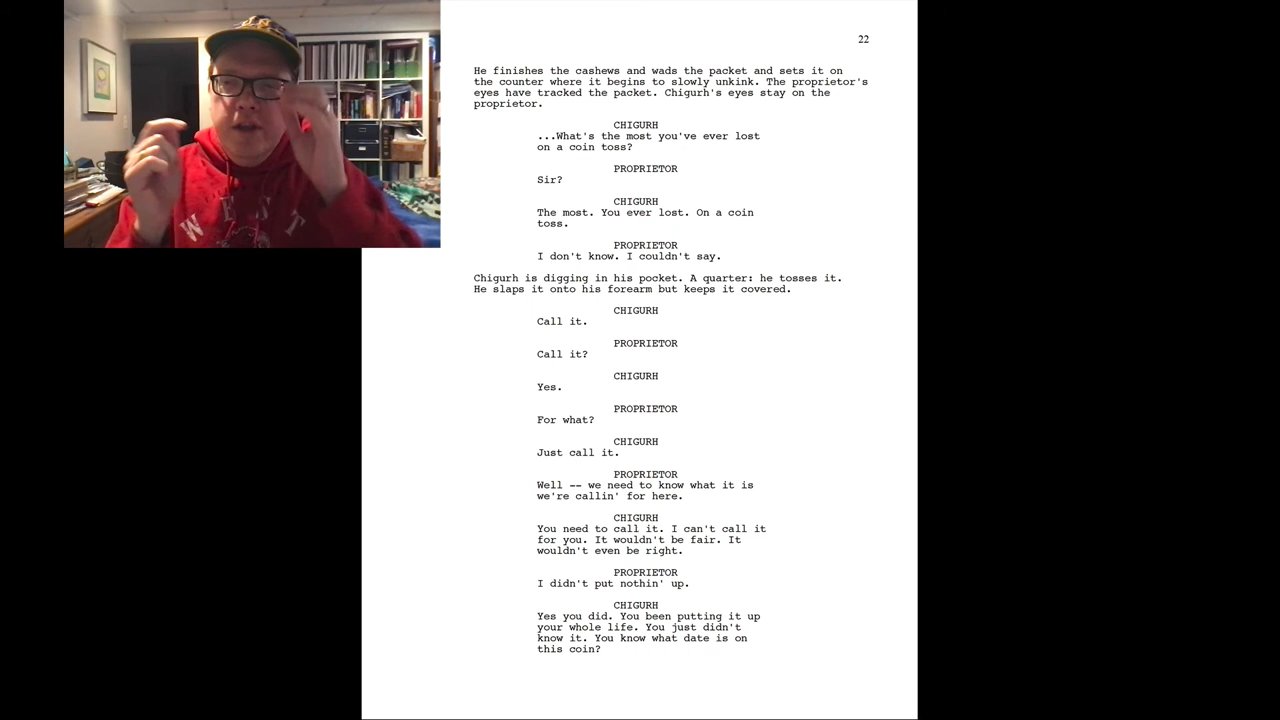 22
He finishes the cashews and wads the packet and sets it on
the counter where it begins to slowly unkink. The proprietor's
eyes have tracked the packet. Chigurh's eyes stay on the
proprietor.
CHIGURH
...What's the most you've ever lost
on a coin toss?
PROPRIETOR
Sir?
CHIGURH
The most. You ever lost. On a coin
toss.
PROPRIETOR
I don't know. I couldn't say.
Chigurh is digging in his pocket. A quarter: he tosses it.
He slaps it onto his forearm but keeps it covered.
CHIGURH
Call it.
PROPRIETOR
Call it?
CHIGURH
Yes.
PROPRIETOR
For what?
CHIGURH
Just call it.
PROPRIETOR
Well -- we need to know what it is
we're callin' for here.
CHIGURH
You need to call it. I can't call it
for you. It wouldn't be fair. It
wouldn't even be right.
PROPRIETOR
I didn't put nothin' up.
CHIGURH
Yes you did. You been putting it up
your whole life. You just didn't
know it. You know what date is on
this coin?